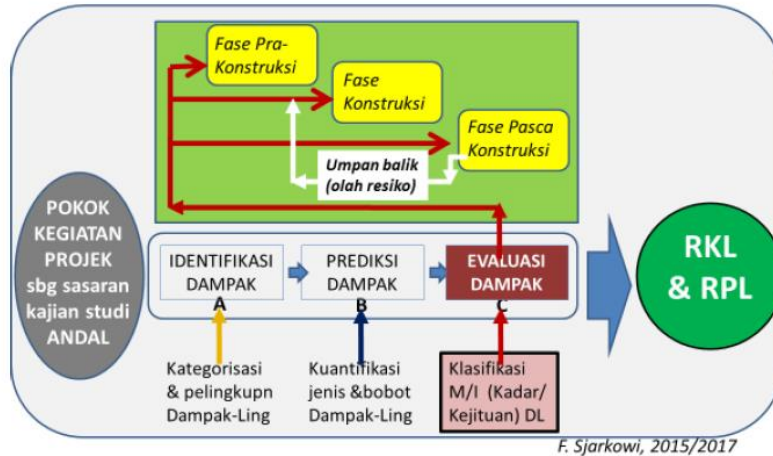 Fase Pra-
Konstruksi
Fase
Konstruksi
Fase Pasca
Konstruksi
Umpan balik
(olah resiko)
POKOK
KEGIATAN
PROJEK
sbg sasaran
kajian studi
ANDAL
IDENTIFIKASI
DAMPAK
A
PREDIKSI
DAMPAK
B
EVALUASI
DAMPAK
C
RKL
& RPL
Kategorisasi
& pelingkupn
Dampak-Ling
Kuantifikasi
jenis &bobot
Dampak-Ling
Klasifikasi
M/I (Kadar/
Kejituan) DL
F. Sjarkowi, 2015/2017